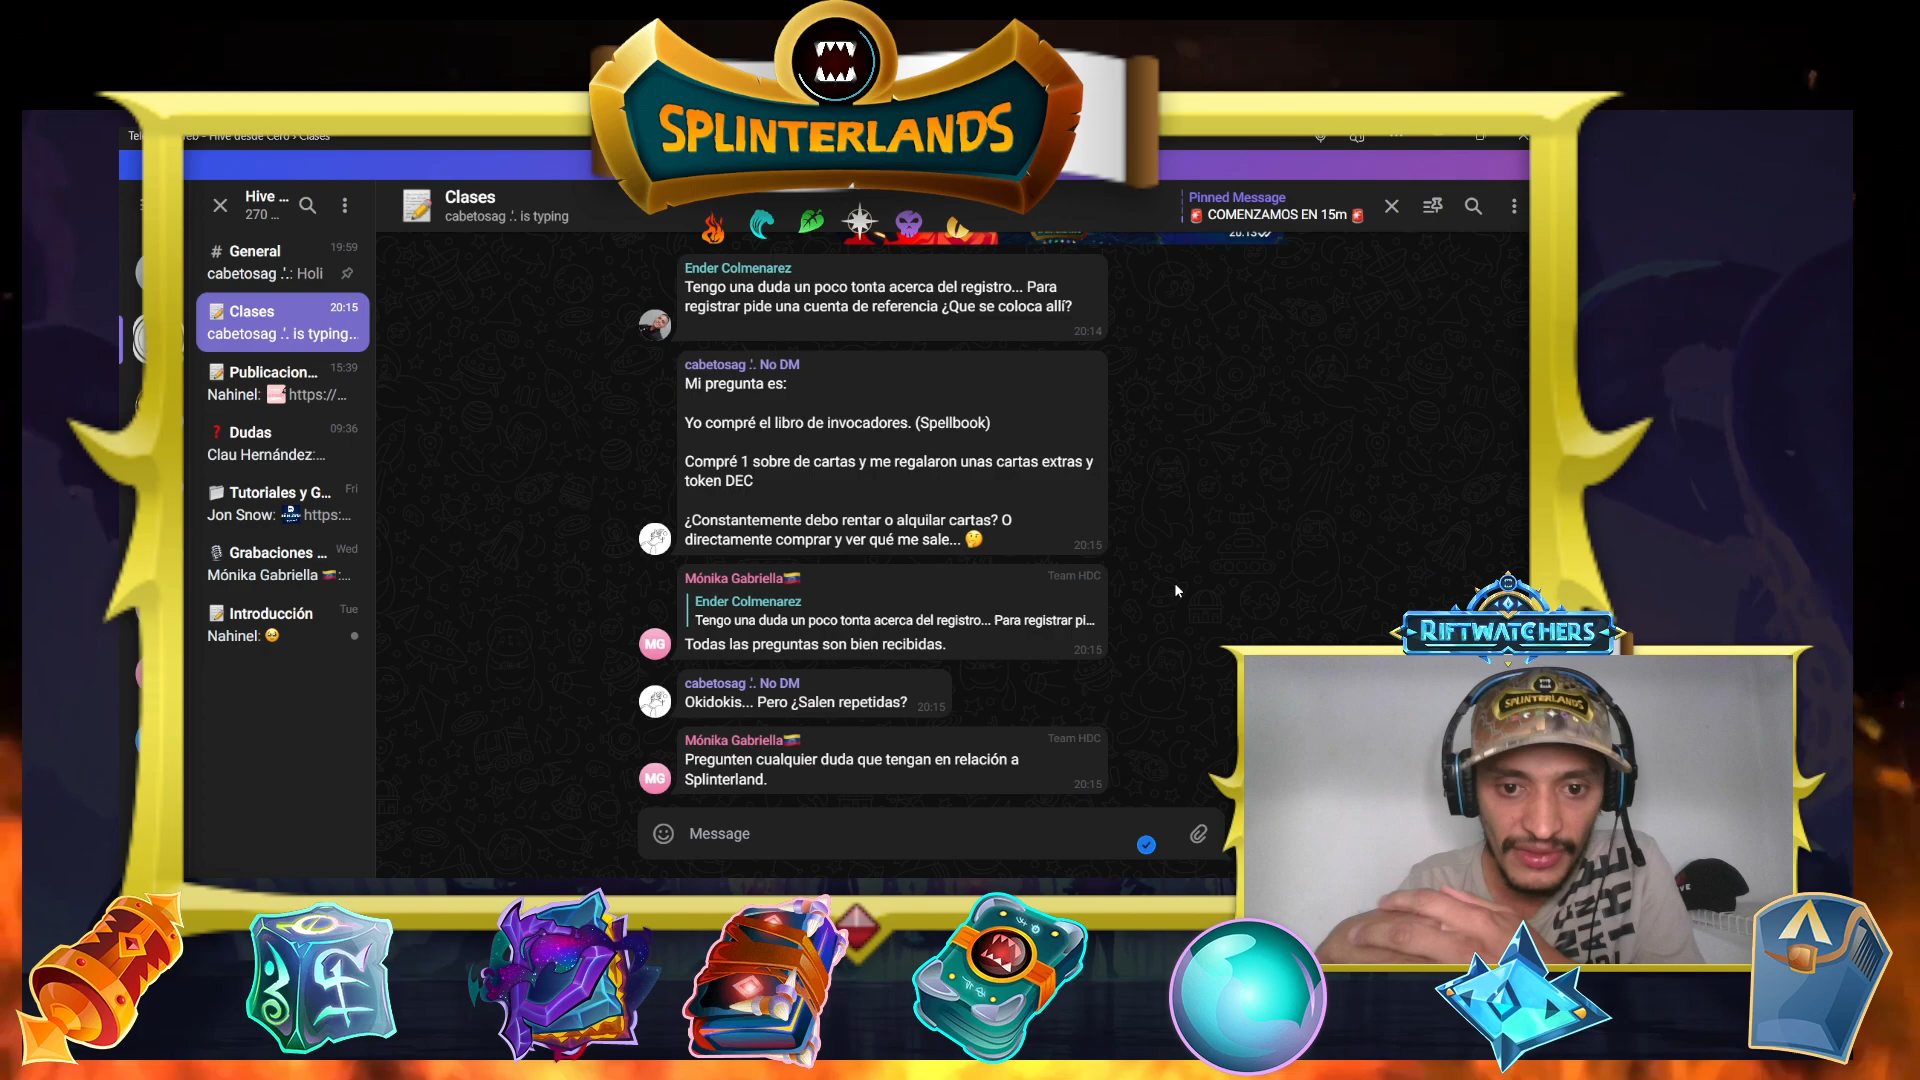 SPLINTERLANDS
Hive desde Cero › Clases
Hive ...
270 ...
Clases
cabetosag .'. is typing
Pinned Message
🚨 COMENZAMOS EN 15m 🚨
# General 19:59
cabetosag .'.: Holi
Clases 20:15
cabetosag .'. is typing..
Publicacion... 15:39
Nahinel: https://...
Dudas 09:36
Clau Hernández:...
Tutoriales y G... Fri
Jon Snow: https:...
Grabaciones ... Wed
Mónika Gabriella 🇻🇪:...
Introducción Tue
Nahinel: 🥺
20:13
Ender Colmenarez
Tengo una duda un poco tonta acerca del registro... Para
registrar pide una cuenta de referencia ¿Que se coloca allí?
20:14
cabetosag .'. No DM
Mi pregunta es:
Yo compré el libro de invocadores. (Spellbook)
Compré 1 sobre de cartas y me regalaron unas cartas extras y
token DEC
¿Constantemente debo rentar o alquilar cartas? O
directamente comprar y ver qué me sale... 🤔
20:15
Mónika Gabriella🇻🇪 Team HDC
Ender Colmenarez
Tengo una duda un poco tonta acerca del registro... Para registrar pi...
MG
Todas las preguntas son bien recibidas.
20:15
cabetosag .'. No DM
Okidokis... Pero ¿Salen repetidas? 20:15
Mónika Gabriella🇻🇪 Team HDC
Pregunten cualquier duda que tengan en relación a
Splinterland.
MG
20:15
Message
RIFTWATCHERS
SPLINTERLANDS